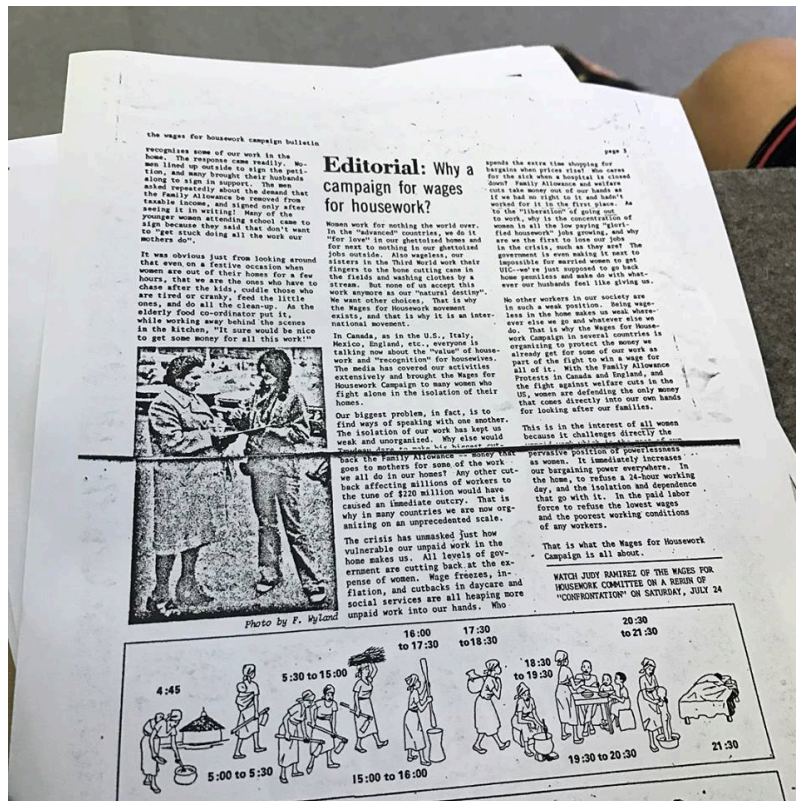 the wages for housework campaign bulletin
page 3
recognizes some of our work in the
home. The response came readily. Wo-
men lined up outside to sign the peti-
tion, and many brought their husbands
along to sign in support. The men
asked repeatedly about the demand that
the Family Allowance be removed from
taxable income, and signed only after
seeing it in writing! Many of the
younger women attending school came to
sign because they said that don't want
to "get stuck doing all the work our
mothers do".
It was obvious just from looking around
that even on a festive occasion when
women are out of their homes for a few
hours, that we are the ones who have to
chase after the kids, cuddle those who
are tired or cranky, feed the little
ones, and do all the clean-up. As the
elderly food co-ordinator put it,
while working away behind the scenes
in the kitchen, "It sure would be nice
to get some money for all this work!"
Photo by F. Wyland
Editorial: Why a
campaign for wages
for housework?
Women work for nothing the world over.
In the "advanced" countries, we do it
"for love" in our ghettoized homes and
for next to nothing in our ghettoized
jobs outside. Also wageless, our
sisters in the Third World work their
fingers to the bone cutting cane in
the fields and washing clothes by a
stream. But none of us accept this
work anymore as our "natural destiny".
We want other choices, That is why
the Wages for Housework movement
exists, and that is why it is an inter-
national movement.
In Canada, as in the U.S., Italy,
Mexico, England, etc., everyone is
talking now about the "value" of house-
work and "recognition" for housewives.
The media has covered our activities
extensively and brought the Wages for
Housework Campaign to many women who
fight alone in the isolation of their
homes.
Our biggest problem, in fact, is to
find ways of speaking with one another.
The isolation of our work has kept us
weak and unorganized. Why else would
Trudeau dare to make his biggest cut-
back the Family Allowance -- money that
goes to mothers for some of the work
we all do in our homes? Any other cut-
back affecting millions of workers to
the tune of $220 million would have
caused an immediate outcry. That is
why in many countries we are now org-
anizing on an unprecedented scale.
The crisis has unmasked just how
vulnerable our unpaid work in the
home makes us. All levels of gov-
ernment are cutting back at the ex-
pense of women. Wage freezes, in-
flation, and cutbacks in daycare and
social services are all heaping more
unpaid work into our hands. Who
spends the extra time shopping for
bargains when prices rise? Who cares
for the sick when a hospital is closed
down? Family Allowance and welfare
cuts take money out of our hands as
if we had no right to it and hadn't
worked for it in the first place. As
to the "liberation" of going out
to work, why is the concentration of
women in all the low paying "glori-
fied housework" jobs growing, and why
are we the first to lose our jobs
in the crisis, such as they are? The
government is even making it next to
impossible for married women to get
UIC--we're just supposed to go back
home penniless and make do with what-
ever our husbands feel like giving us.
No other workers in our society are
in such a weak position. Being wage-
less in the home makes us weak where-
ever else we go and whatever else we
do. That is why the Wages for House-
work Campaign in several countries is
organizing to protect the money we
already get for some of our work as
part of the fight to win a wage for
all of it. With the Family Allowance
Protests in Canada and England, and
the fight against welfare cuts in the
US, women are defending the only money
that comes directly into our own hands
for looking after our families.
This is in the interest of all women
because it challenges directly the
pervasive position of powerlessness
as women. It immediately increases
our bargaining power everywhere. In
the home, to refuse a 24-hour working
day, and the isolation and dependence
that go with it. In the paid labor
force to refuse the lowest wages
and the poorest working conditions
of any workers.
That is what the Wages for Housework
Campaign is all about.
WATCH JUDY RAMIREZ OF THE WAGES FOR
HOUSEWORK COMMITTEE ON A RERUN OF
"CONFRONTATION" ON SATURDAY, JULY 24
4:45
5:00 to 5:30
5:30 to 15:00
15:00 to 16:00
16:00
to 17:30
17:30
to 18:30
18:30
to 19:30
19:30 to 20:30
20:30
to 21:30
21:30